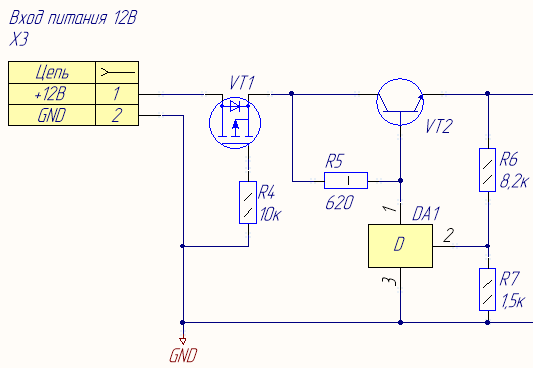 Вход питания 12В
X3
Цепь
+12В 1
GND 2
VT1
VT2
R4
10к
R5
620
R6
8,2к
1
DA1
D
2
3
R7
1,5к
GND